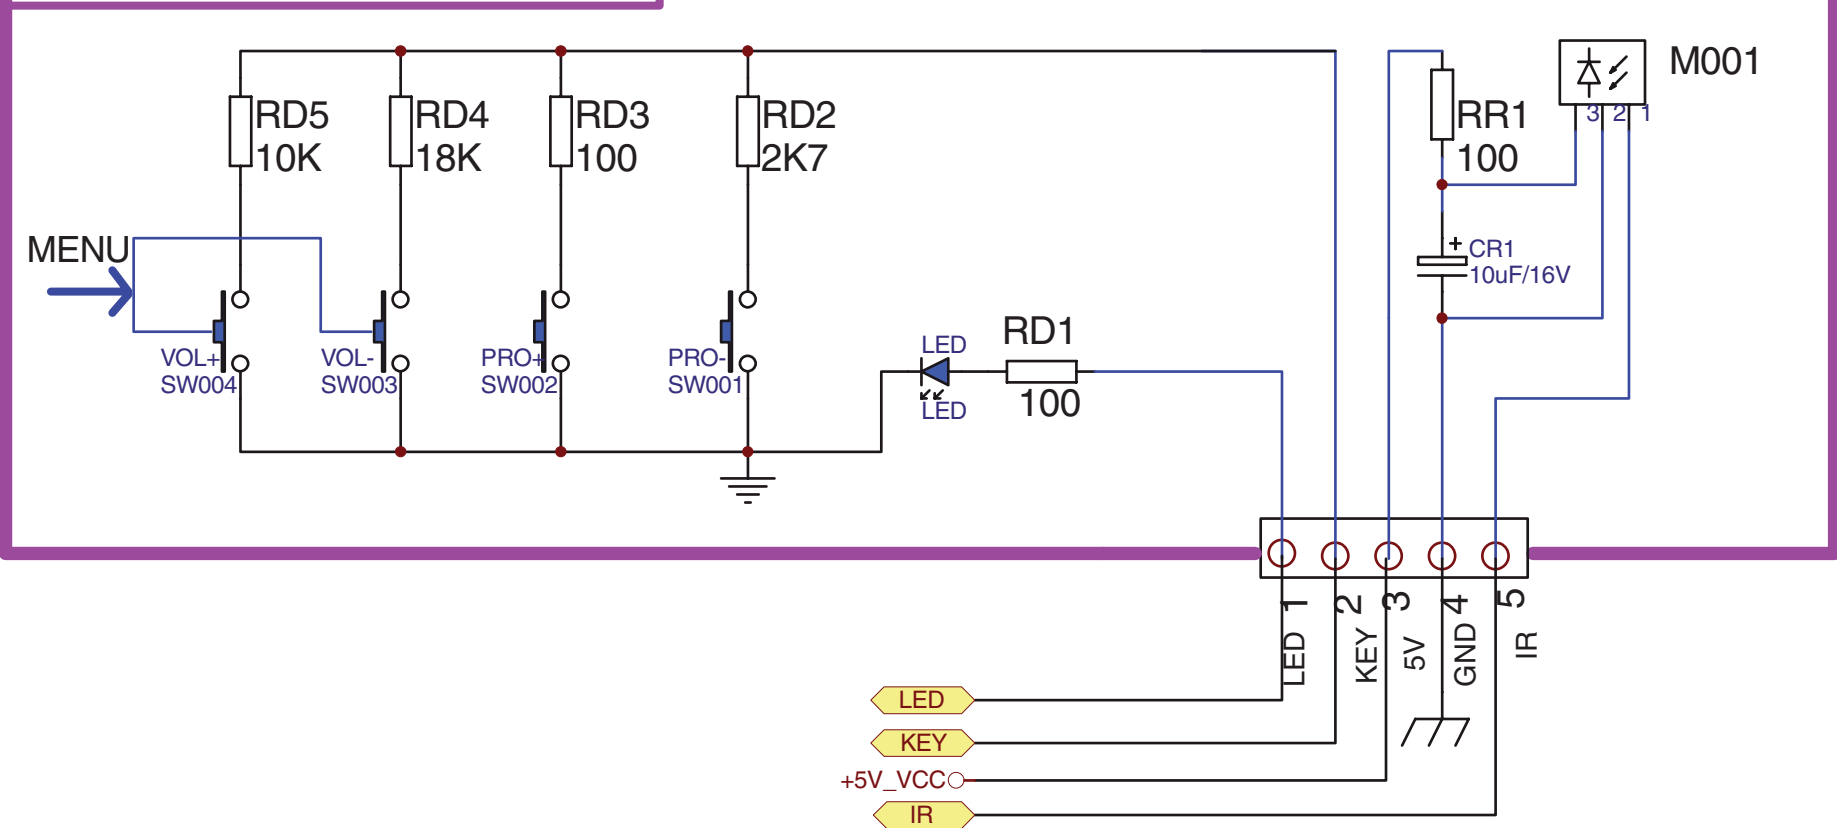 M001
3 2 1
RD5
10K
RD4
18K
RD3
100
RD2
2K7
RR1
100
MENU
+
CR1
10uF/16V
VOL+
SW004
VOL-
SW003
PRO+
SW002
PRO-
SW001
LED
LED
RD1
100
1 2 3 4 5
LED KEY 5V GND IR
LED
KEY
+5V_VCC
IR